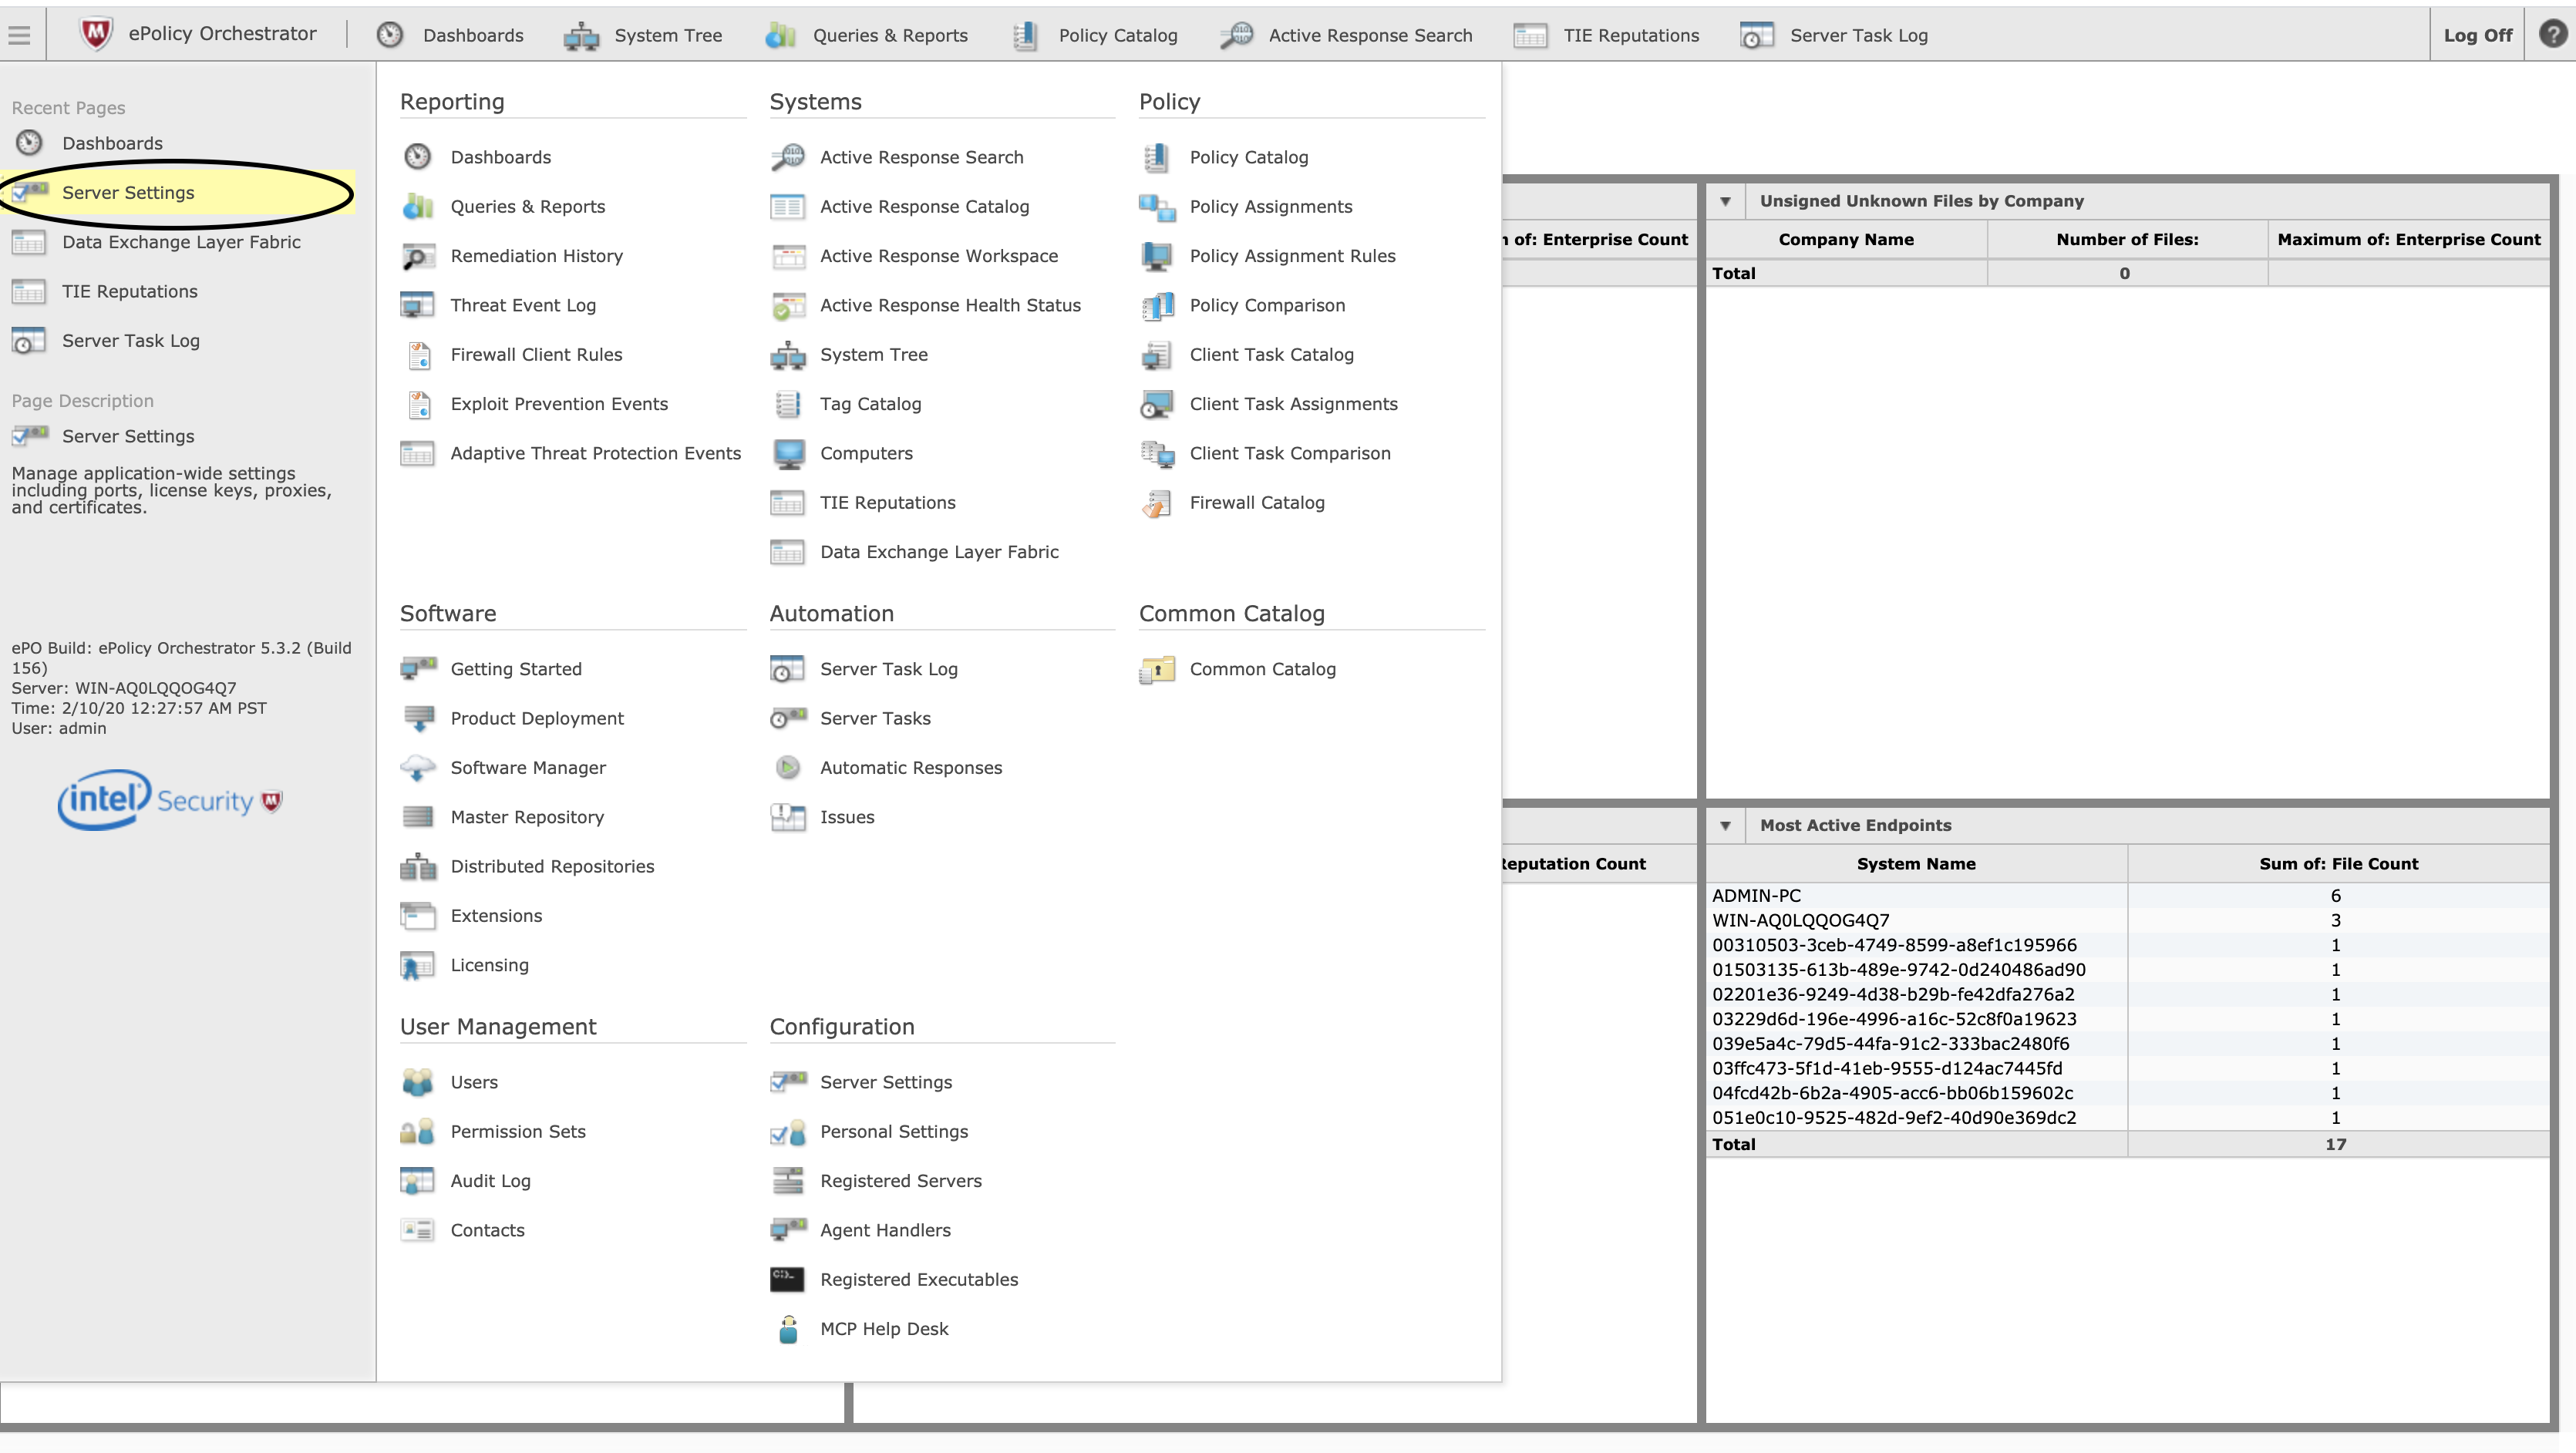 ePolicy Orchestrator
Dashboards
System Tree
Queries & Reports
Policy Catalog
Active Response Search
TIE Reputations
Server Task Log
Log Off
?
Recent Pages
Dashboards
Server Settings
Data Exchange Layer Fabric
TIE Reputations
Server Task Log
Page Description
Server Settings
Manage application-wide settings
including ports, license keys, proxies,
and certificates.
ePO Build: ePolicy Orchestrator 5.3.2 (Build
156)
Server: WIN-AQ0LQQOG4Q7
Time: 2/10/20 12:27:57 AM PST
User: admin
intel Security
Reporting
Dashboards
Queries & Reports
Remediation History
Threat Event Log
Firewall Client Rules
Exploit Prevention Events
Adaptive Threat Protection Events
Systems
Active Response Search
Active Response Catalog
Active Response Workspace
Active Response Health Status
System Tree
Tag Catalog
Computers
TIE Reputations
Data Exchange Layer Fabric
Policy
Policy Catalog
Policy Assignments
Policy Assignment Rules
Policy Comparison
Client Task Catalog
Client Task Assignments
Client Task Comparison
Firewall Catalog
Software
Getting Started
Product Deployment
Software Manager
Master Repository
Distributed Repositories
Extensions
Licensing
Automation
Server Task Log
Server Tasks
Automatic Responses
Issues
Common Catalog
Common Catalog
User Management
Users
Permission Sets
Audit Log
Contacts
Configuration
Server Settings
Personal Settings
Registered Servers
Agent Handlers
Registered Executables
MCP Help Desk
of: Enterprise Count
Unsigned Unknown Files by Company
Company Name Number of Files: Maximum of: Enterprise Count
Total 0
Reputation Count
Most Active Endpoints
System Name Sum of: File Count
ADMIN-PC 6
WIN-AQ0LQQOG4Q7 3
00310503-3ceb-4749-8599-a8ef1c195966 1
01503135-613b-489e-9742-0d240486ad90 1
02201e36-9249-4d38-b29b-fe42dfa276a2 1
03229d6d-196e-4996-a16c-52c8f0a19623 1
039e5a4c-79d5-44fa-91c2-333bac2480f6 1
03ffc473-5f1d-41eb-9555-d124ac7445fd 1
04fcd42b-6b2a-4905-acc6-bb06b159602c 1
051e0c10-9525-482d-9ef2-40d90e369dc2 1
Total 17